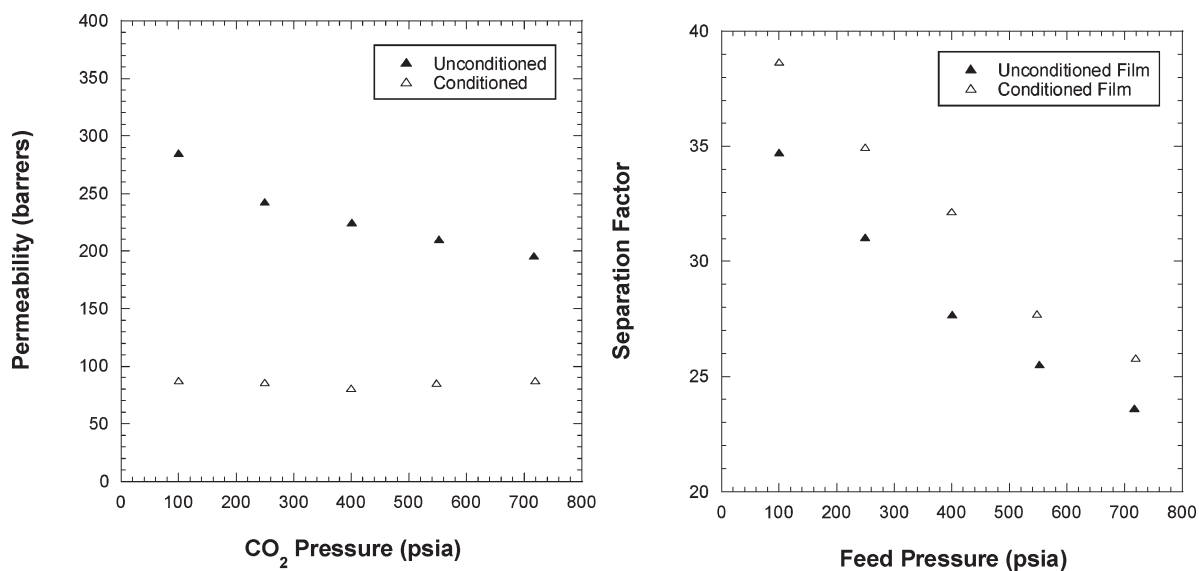 400
350
300
250
200
150
100
50
0
Permeability (barrers)
Unconditioned
Conditioned
0 100 200 300 400 500 600 700 800
CO₂ Pressure (psia)
40
35
30
25
20
Separation Factor
Unconditioned Film
Conditioned Film
0 100 200 300 400 500 600 700 800
Feed Pressure (psia)